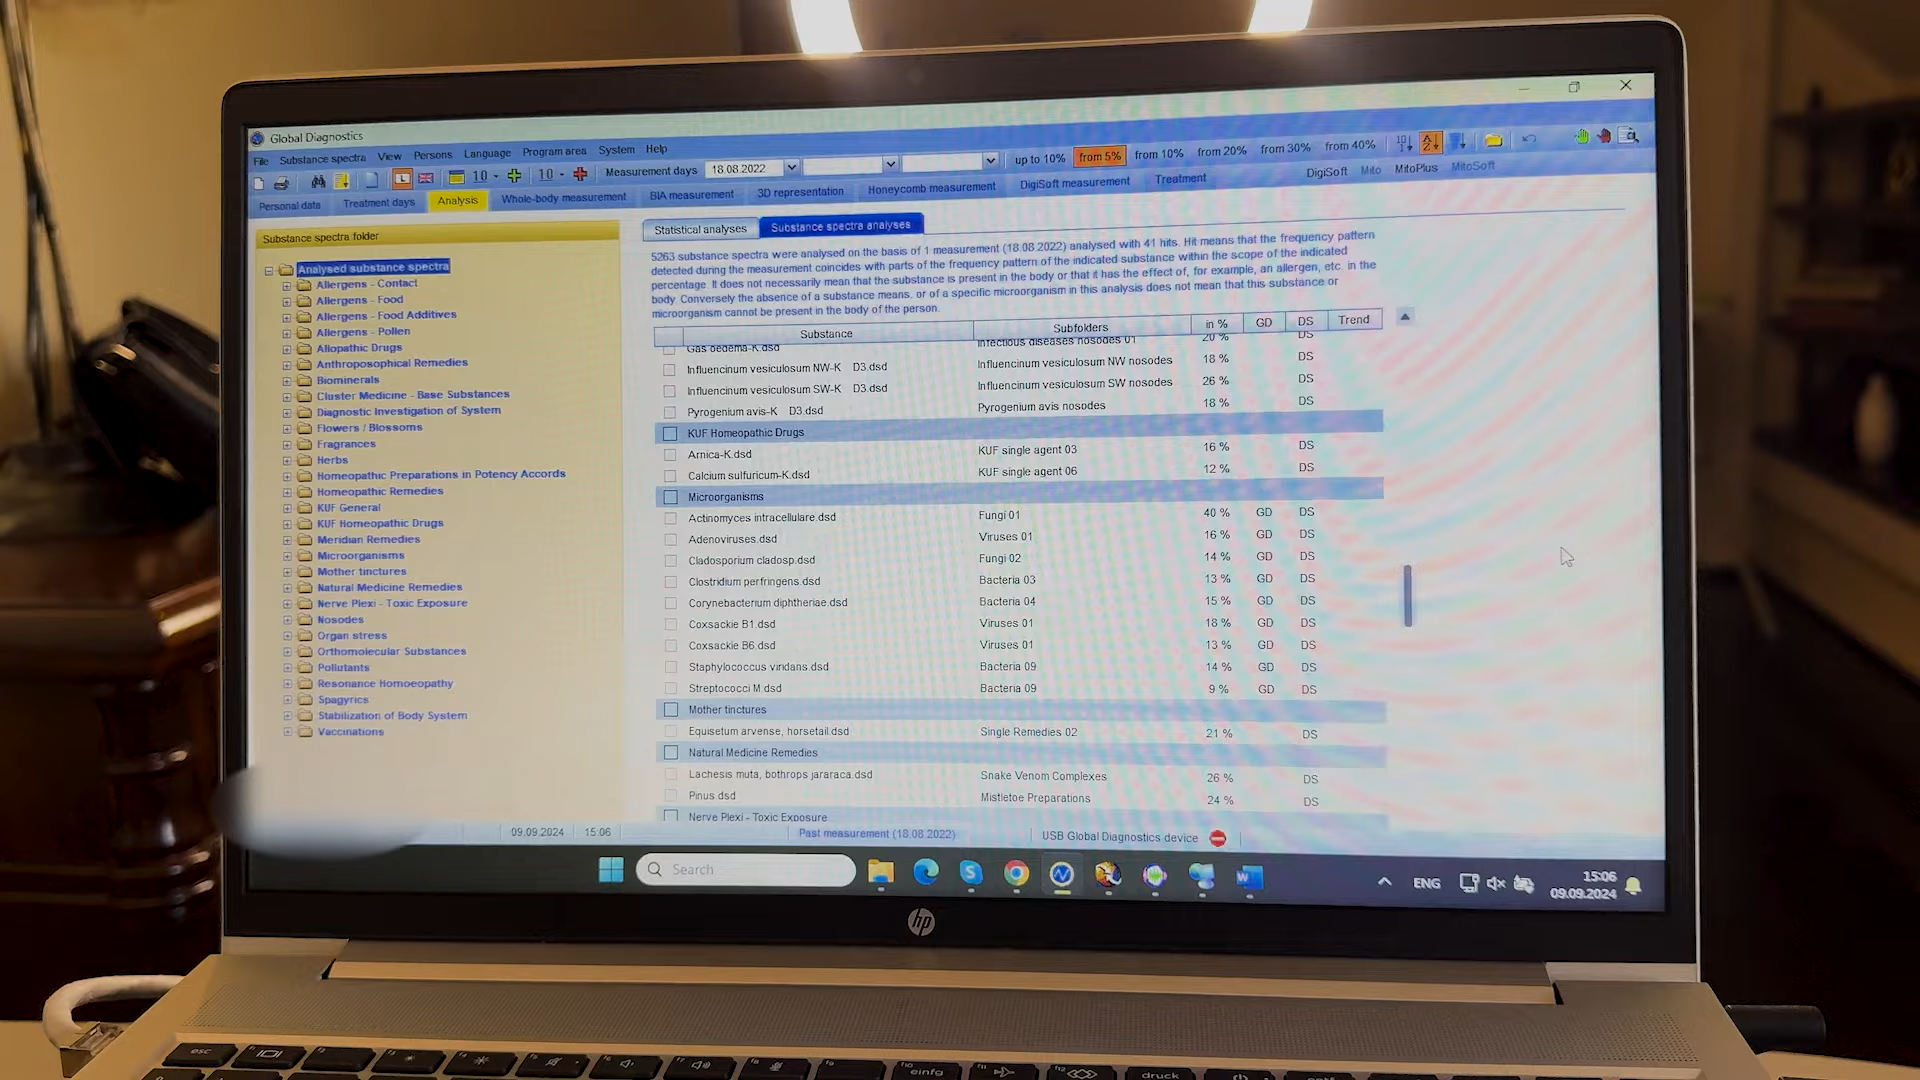 Global Diagnostics
File Substance spectra View Persons Language Program area System Help
10 10 Measurement days 18.08.2022 up to 10% from 5% from 10% from 20% from 30% from 40%
Personal data Treatment days Analysis Whole-body measurement BIA measurement 3D representation Honeycomb measurement DigiSoft measurement Treatment DigiSoft Mito MitoPlus MitoSoft
Substance spectra folder
Analysed substance spectra
Allergens - Contact
Allergens - Food
Allergens - Food Additives
Allergens - Pollen
Allopathic Drugs
Anthroposophical Remedies
Biominerals
Cluster Medicine - Base Substances
Diagnostic Investigation of System
Flowers / Blossoms
Fragrances
Herbs
Homeopathic Preparations in Potency Accords
Homeopathic Remedies
KUF General
KUF Homeopathic Drugs
Meridian Remedies
Microorganisms
Mother tinctures
Natural Medicine Remedies
Nerve Plexi - Toxic Exposure
Nosodes
Organ stress
Orthomolecular Substances
Pollutants
Resonance Homoeopathy
Spagyrics
Stabilization of Body System
Vaccinations
Statistical analyses Substance spectra analyses
5263 substance spectra were analysed on the basis of 1 measurement (18.08.2022) analysed with 41 hits. Hit means that the frequency pattern
detected during the measurement coincides with parts of the frequency pattern of the indicated substance within the scope of the indicated
percentage. It does not necessarily mean that the substance is present in the body or that it has the effect of, for example, an allergen, etc. in the
body. Conversely the absence of a substance means, or of a specific microorganism in this analysis does not mean that this substance or
microorganism cannot be present in the body of the person.
Substance Subfolders in % GD DS Trend
Gas oedema-K.dsd Infectious diseases nosodes 01 20 % DS
Influencinum vesiculosum NW-K D3.dsd Influencinum vesiculosum NW nosodes 18 % DS
Influencinum vesiculosum SW-K D3.dsd Influencinum vesiculosum SW nosodes 26 % DS
Pyrogenium avis-K D3.dsd Pyrogenium avis nosodes 18 % DS
KUF Homeopathic Drugs
Arnica-K.dsd KUF single agent 03 16 % DS
Calcium sulfuricum-K.dsd KUF single agent 06 12 % DS
Microorganisms
Actinomyces intracellulare.dsd Fungi 01 40 % GD DS
Adenoviruses.dsd Viruses 01 16 % GD DS
Cladosporium cladosp.dsd Fungi 02 14 % GD DS
Clostridium perfringens.dsd Bacteria 03 13 % GD DS
Corynebacterium diphtheriae.dsd Bacteria 04 15 % GD DS
Coxsackie B1.dsd Viruses 01 18 % GD DS
Coxsackie B6.dsd Viruses 01 13 % GD DS
Staphylococcus viridans.dsd Bacteria 09 14 % GD DS
Streptococci M.dsd Bacteria 09 9 % GD DS
Mother tinctures
Equisetum arvense, horsetail.dsd Single Remedies 02 21 % DS
Natural Medicine Remedies
Lachesis muta, bothrops jararaca.dsd Snake Venom Complexes 26 % DS
Pinus.dsd Mistletoe Preparations 24 % DS
Nerve Plexi - Toxic Exposure
09.09.2024 15:06 Past measurement (18.08.2022) USB Global Diagnostics device
Search ENG 15:06
09.09.2024
hp
esc
einfg druck